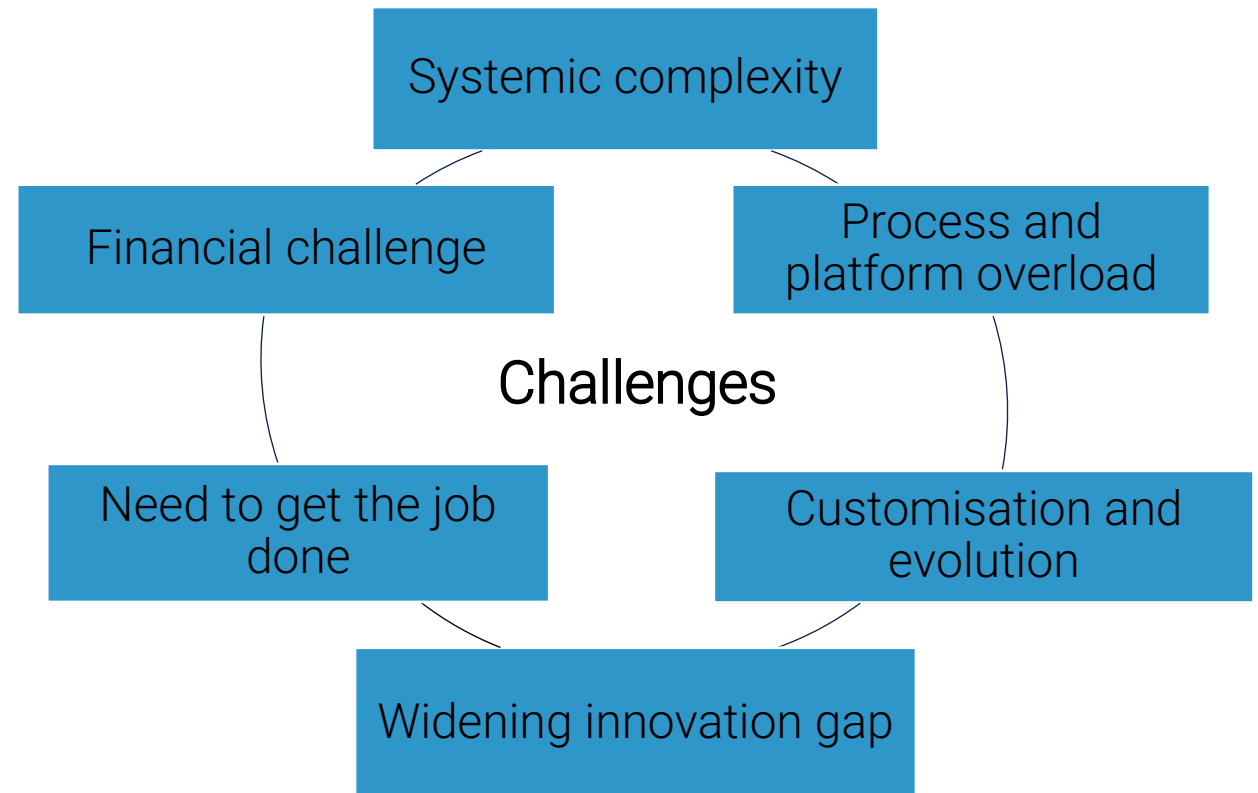 Systemic complexity
Financial challenge
Process and
platform overload
Challenges
Need to get the job
done
Customisation and
evolution
Widening innovation gap